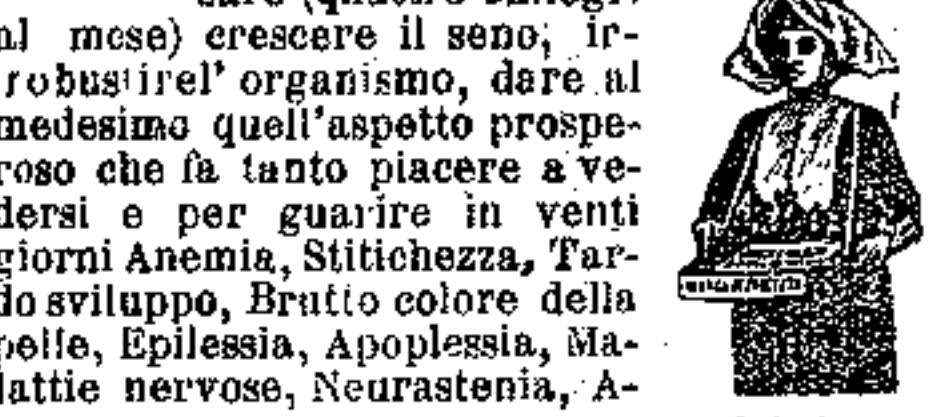 al mese) crescere il seno, ir-
robustirel' organismo, dare al
medesimo quell'aspetto prospe-
roso che fa tanto piacere a ve-
dersi e per guarire in venti
giorni Anemia, Stitichezza, Tar-
do sviluppo, Brutto colore della
pelle, Epilessia, Apoplessia, Ma-
lattie nervose, Neurastenia, A-